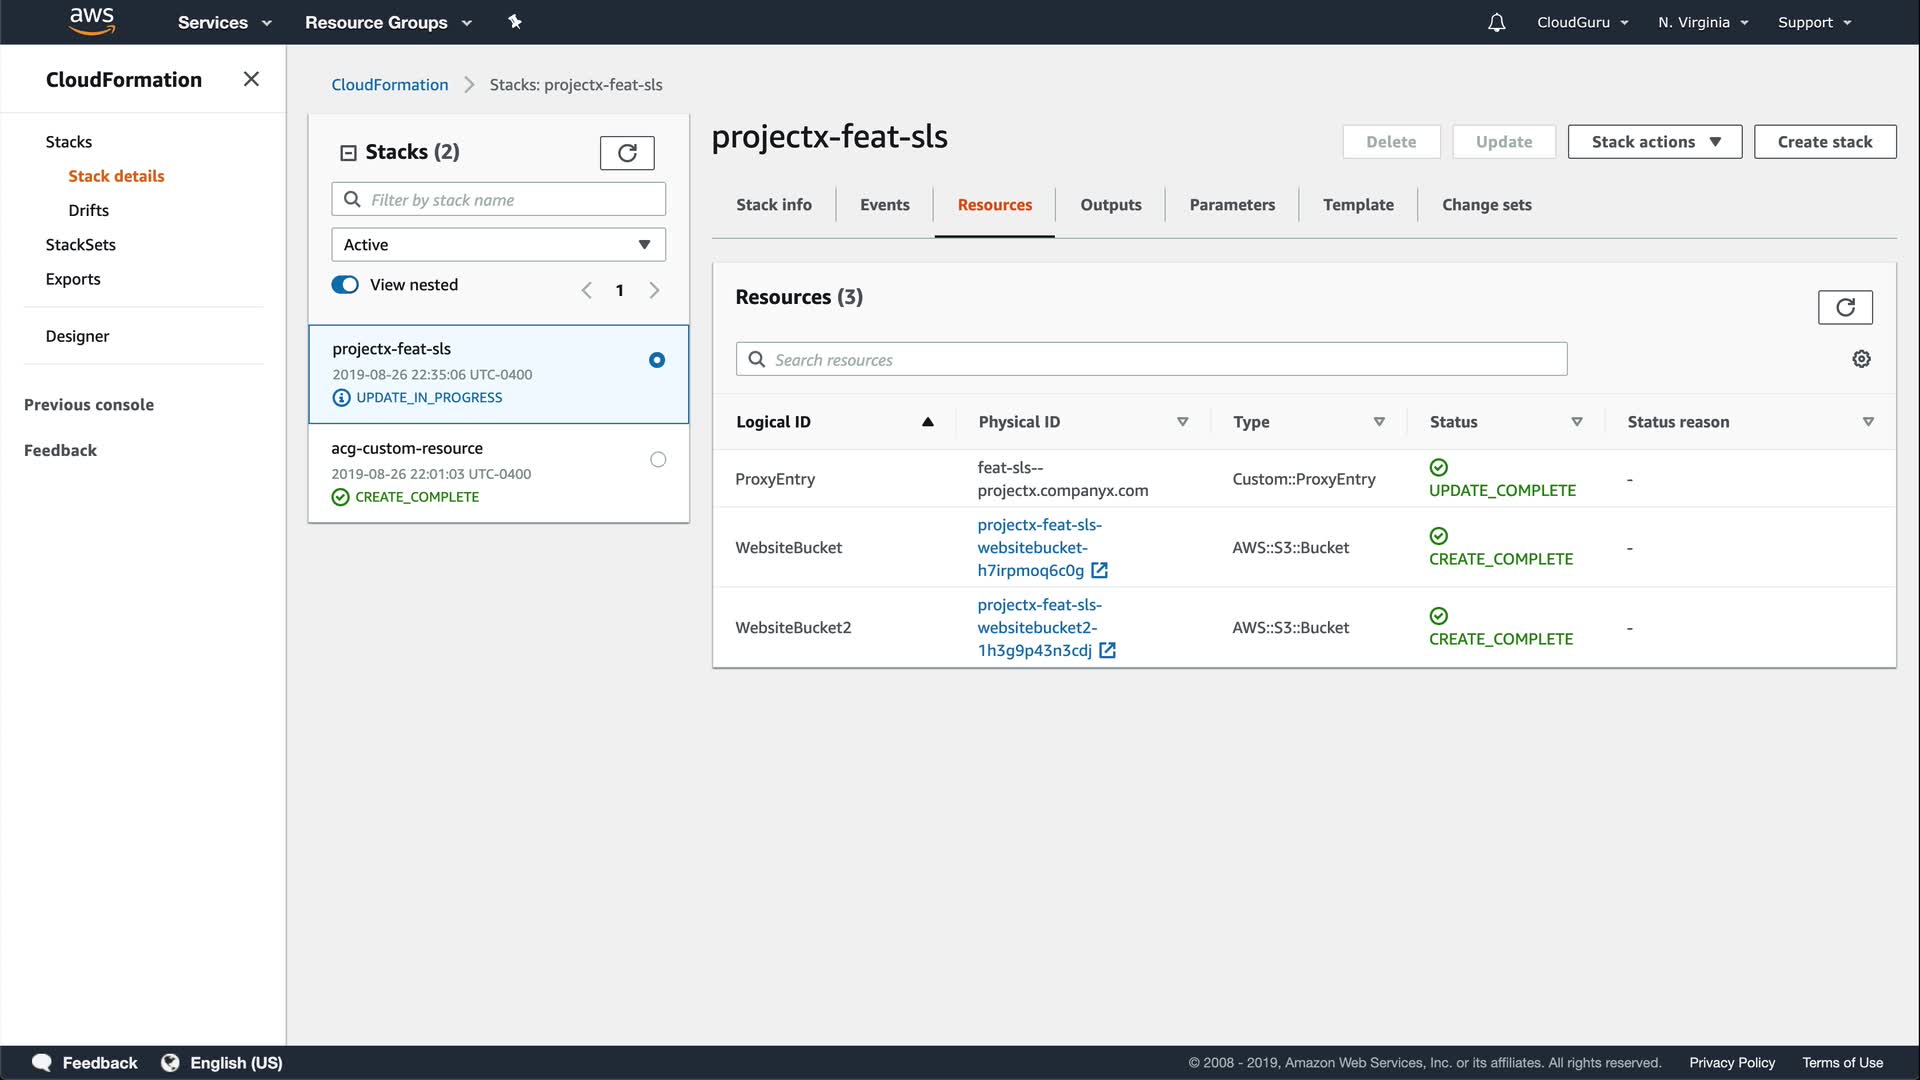 aws
Services
Resource Groups
CloudGuru
N. Virginia
Support
CloudFormation
Stacks
Stack details
Drifts
StackSets
Exports
Designer
Previous console
Feedback
CloudFormation
Stacks: projectx-feat-sls
Stacks (2)
Filter by stack name
Active
View nested
1
projectx-feat-sls
2019-08-26 22:35:06 UTC-0400
UPDATE_IN_PROGRESS
acg-custom-resource
2019-08-26 22:01:03 UTC-0400
CREATE_COMPLETE
projectx-feat-sls
Delete
Update
Stack actions
Create stack
Stack info
Events
Resources
Outputs
Parameters
Template
Change sets
Resources (3)
Search resources
Logical ID
Physical ID
Type
Status
Status reason
ProxyEntry
feat-sls--
projectx.companyx.com
Custom::ProxyEntry
UPDATE_COMPLETE
-
WebsiteBucket
projectx-feat-sls-
websitebucket-
h7irpmoq6c0g
AWS::S3::Bucket
CREATE_COMPLETE
-
WebsiteBucket2
projectx-feat-sls-
websitebucket2-
1h3g9p43n3cdj
AWS::S3::Bucket
CREATE_COMPLETE
-
Feedback
English (US)
© 2008 - 2019, Amazon Web Services, Inc. or its affiliates. All rights reserved.
Privacy Policy
Terms of Use